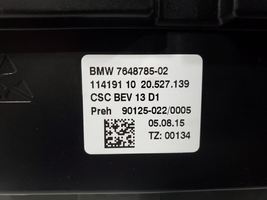 BMW 7648785-02
114191 10 20.527.139
CSC BEV 13 D1
Preh 90125-022/0005
05.08.15
TZ: 00134